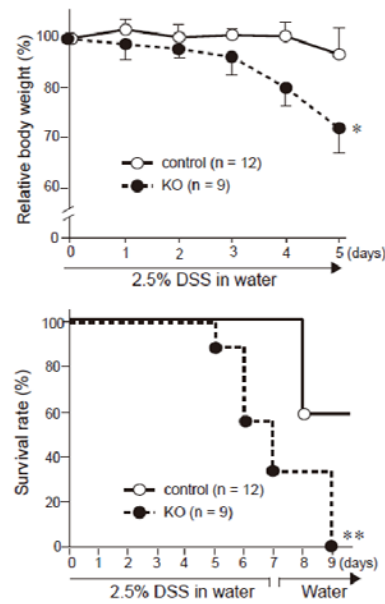 Relative body weight (%)
100
80
60
0
control (n = 12)
KO (n = 9)
*
0 1 2 3 4 5 (days)
2.5% DSS in water
Survival rate (%)
100
80
60
40
20
0
control (n = 12)
KO (n = 9)
**
0 1 2 3 4 5 6 7 8 9 (days)
2.5% DSS in water Water